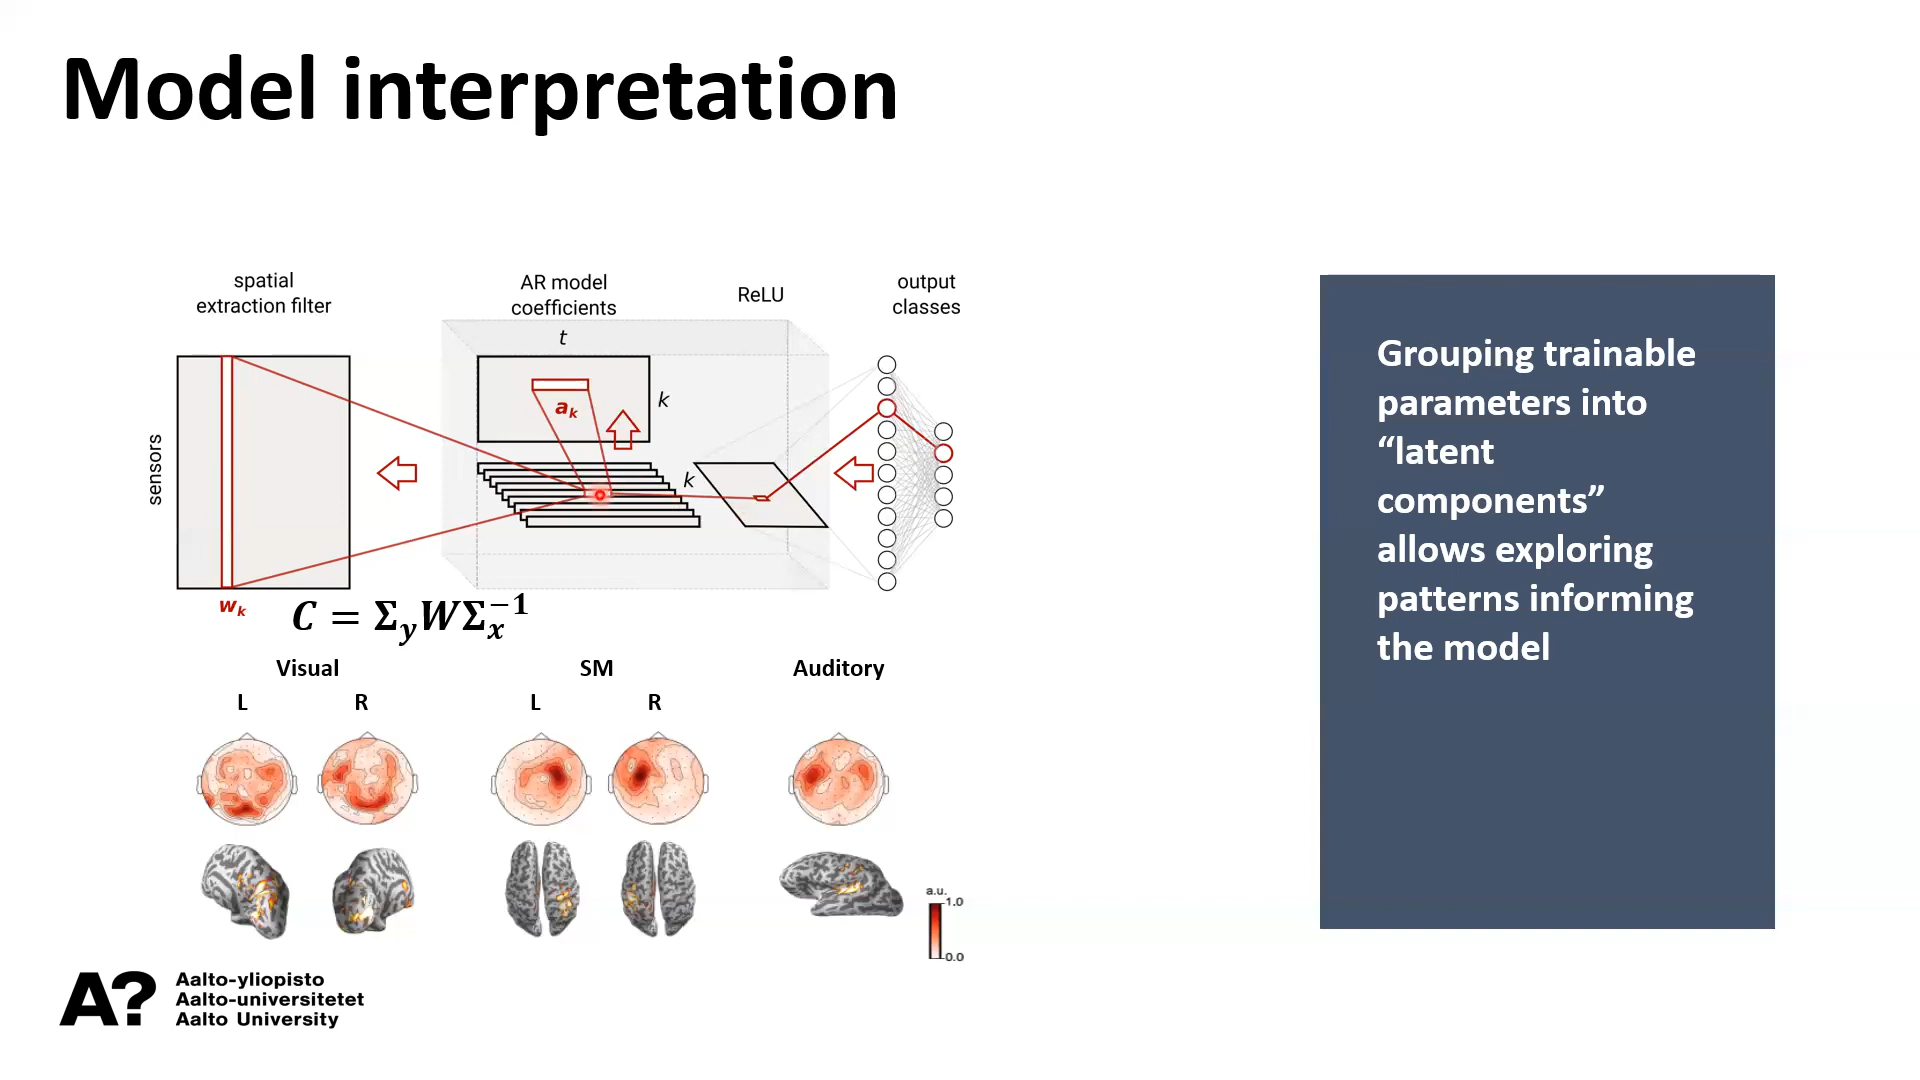 Model interpretation
spatial
extraction filter
AR model
coefficients
ReLU
output
classes
t
k
a_k
k
sensors
w_k
C = Σ_y W Σ_x^{-1}
Visual
SM
Auditory
L
R
L
R
a.u.
1.0
0.0
Grouping trainable
parameters into
“latent
components”
allows exploring
patterns informing
the model
A?
Aalto-yliopisto
Aalto-universitetet
Aalto University